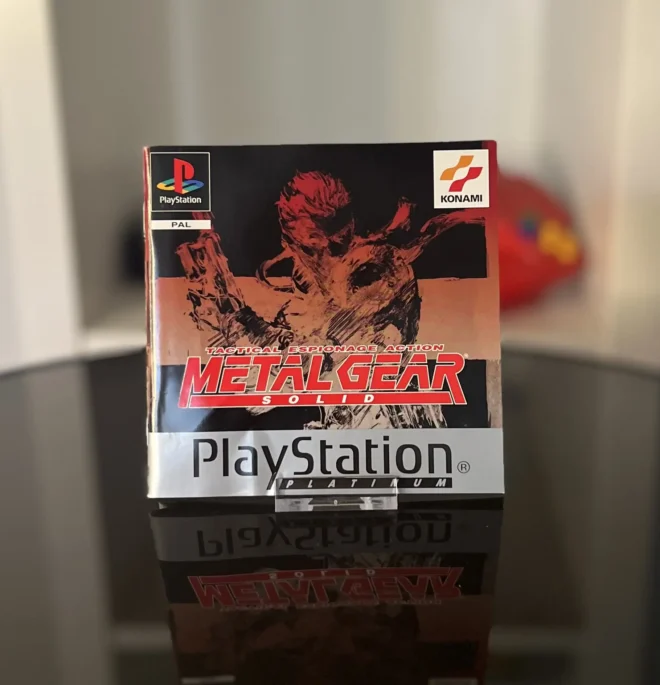 PlayStation
KONAMI
PAL
TACTICAL ESPIONAGE ACTION
METAL GEAR
SOLID
PlayStation®
PLATINUM